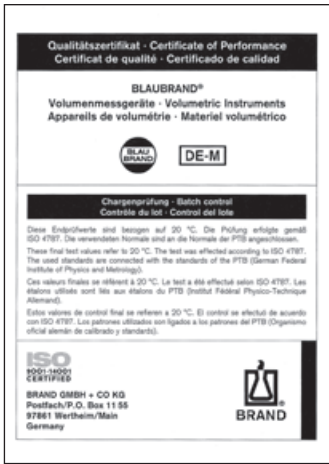 Qualitätszertifikat · Certificate of Performance
Certificat de qualité · Certificado de calidad
BLAUBRAND®
Volumenmessgeräte · Volumetric Instruments
Appareils de volumétrie · Materiel volumétrico
BLAU
BRAND
DE-M
Chargenprüfung · Batch control
Contrôle du lot · Control del lote
Diese Endprüfwerte sind bezogen auf 20 °C. Die Prüfung erfolgte gemäß
ISO 4787. Die verwendeten Normale sind an die Normale der PTB angeschlossen.
These final test values refer to 20 °C. The test was effected according to ISO 4787.
The used standards are connected with the standards of the PTB (German Federal
Institute of Physics and Metrology).
Ces valeurs finales se réfèrent à 20 °C. Le test a été effectué selon ISO 4787. Les
étalons utilisés sont liés aux étalons du PTB (Institut Fédéral Physico-Technique
Allemand).
Estos valores de control final se refieren a 20 °C. El control se efectuó de acuerdo
con ISO 4787. Los patrones utilizados son ligados a los patrones del PTB (Organismo
oficial alemán de calibrado y standards).
ISO
9001·14001
CERTIFIED
BRAND GMBH + CO KG
Postfach/P.O. Box 11 55
97861 Wertheim/Main
Germany
BRAND